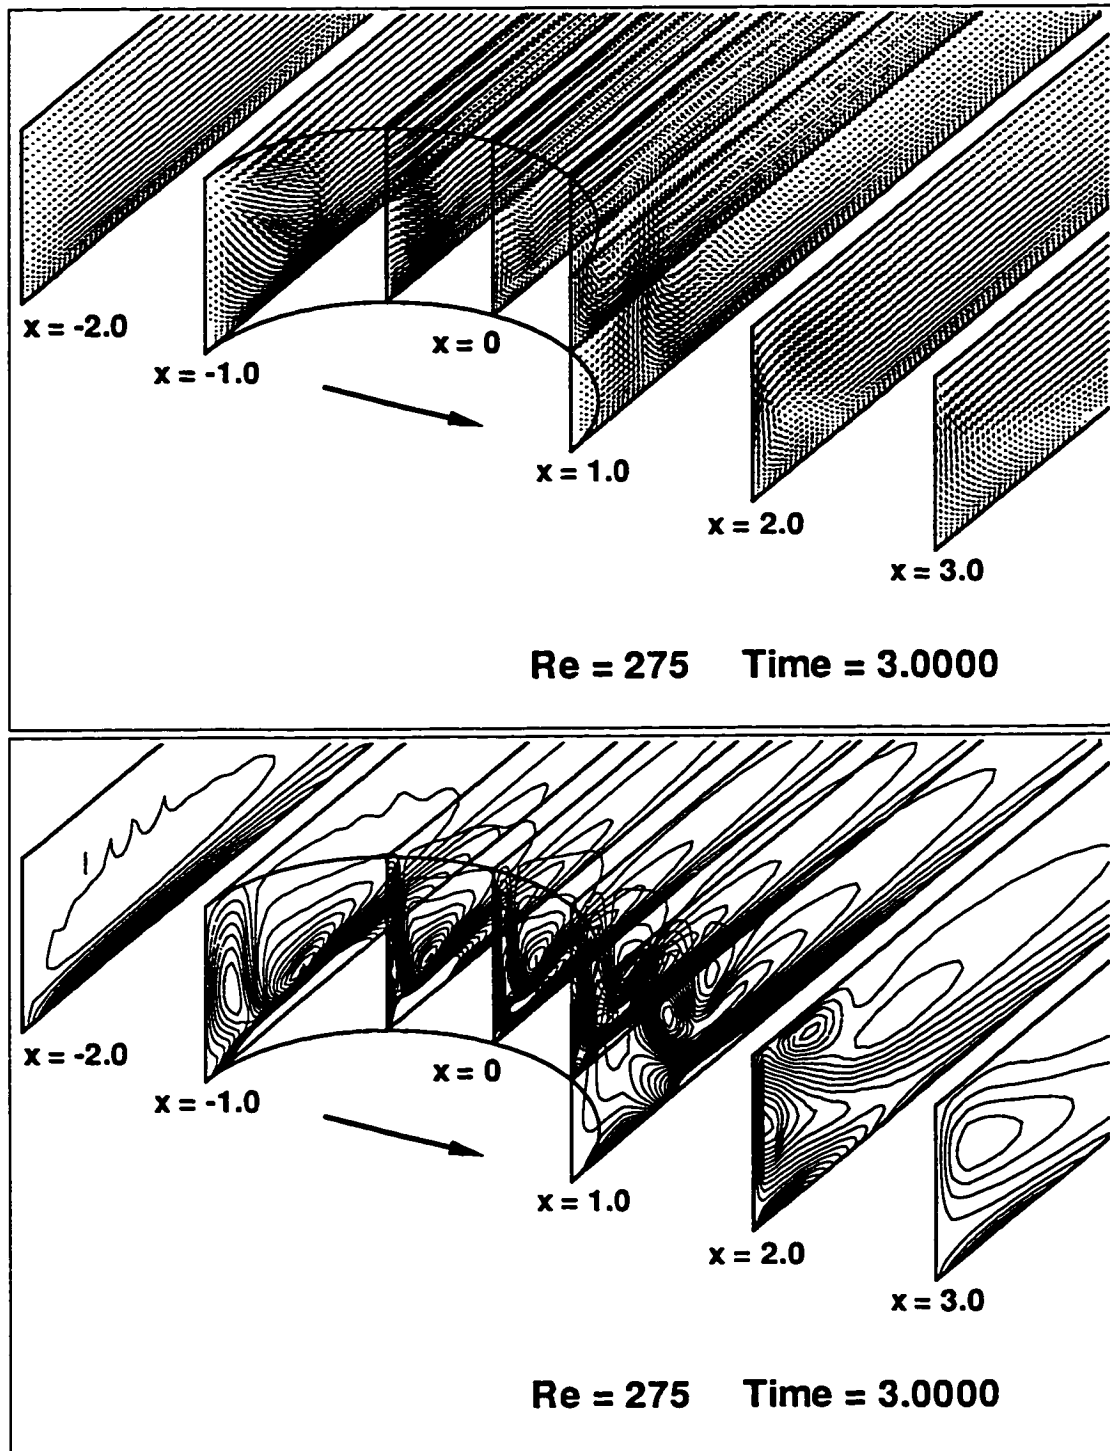 x = -2.0
x = -1.0
x = 0
x = 1.0
x = 2.0
x = 3.0
Re = 275 Time = 3.0000
x = -2.0
x = -1.0
x = 0
x = 1.0
x = 2.0
x = 3.0
Re = 275 Time = 3.0000